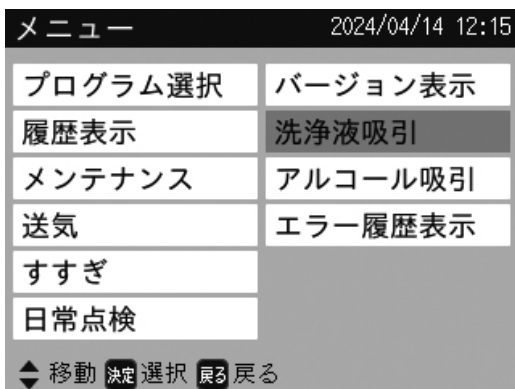 メニュー 2024/04/14 12:15
プログラム選択 バージョン表示
履歴表示 洗浄液吸引
メンテナンス アルコール吸引
送気 エラー履歴表示
すすぎ
日常点検
移動 決定 選択 戻る 戻る